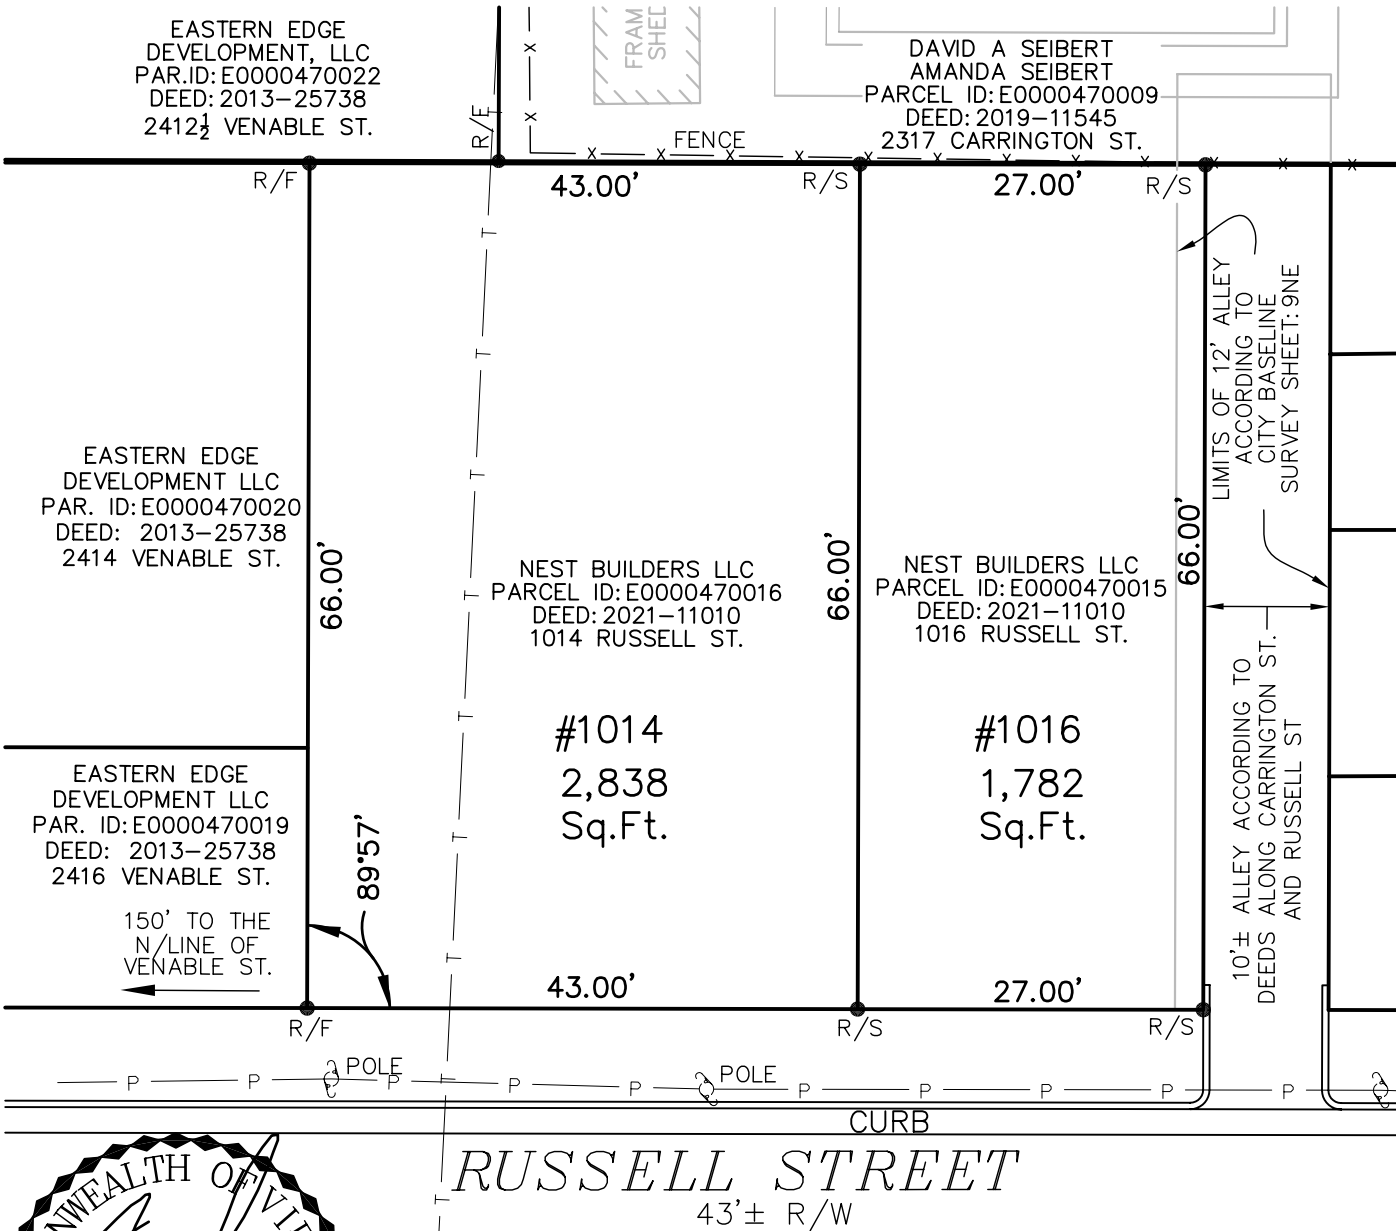 EASTERN EDGE
DEVELOPMENT, LLC
PAR.ID: E0000470022
DEED: 2013-25738
2412½ VENABLE ST.
R/E
FRAM
SHED
DAVID A SEIBERT
AMANDA SEIBERT
PARCEL ID: E0000470009
DEED: 2019-11545
2317 CARRINGTON ST.
FENCE
R/F
43.00'
R/S
27.00'
R/S
LIMITS OF 12' ALLEY
ACCORDING TO
CITY BASELINE
SURVEY SHEET: 9NE
EASTERN EDGE
DEVELOPMENT LLC
PAR. ID: E0000470020
DEED: 2013-25738
2414 VENABLE ST.
66.00'
NEST BUILDERS LLC
PARCEL ID: E0000470016
DEED: 2021-11010
1014 RUSSELL ST.
66.00'
NEST BUILDERS LLC
PARCEL ID: E0000470015
DEED: 2021-11010
1016 RUSSELL ST.
66.00'
#1014
2,838
Sq.Ft.
#1016
1,782
Sq.Ft.
10'± ALLEY ACCORDING TO
DEEDS ALONG CARRINGTON ST.
AND RUSSELL ST
EASTERN EDGE
DEVELOPMENT LLC
PAR. ID: E0000470019
DEED: 2013-25738
2416 VENABLE ST.
89°57'
150' TO THE
N/LINE OF
VENABLE ST.
43.00'
27.00'
R/F
R/S
R/S
P P POLE P P P POLE P P P P P
CURB
RUSSELL STREET
43'± R/W
NWEALTH OF VI